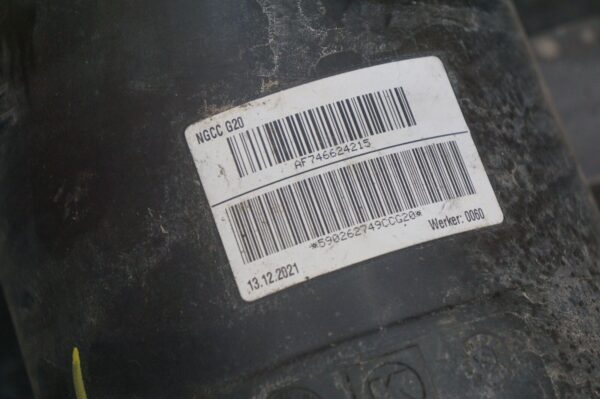 NGCC G20
AF746624215
*590262749CCG20*
13.12.2021
Werker: 0060